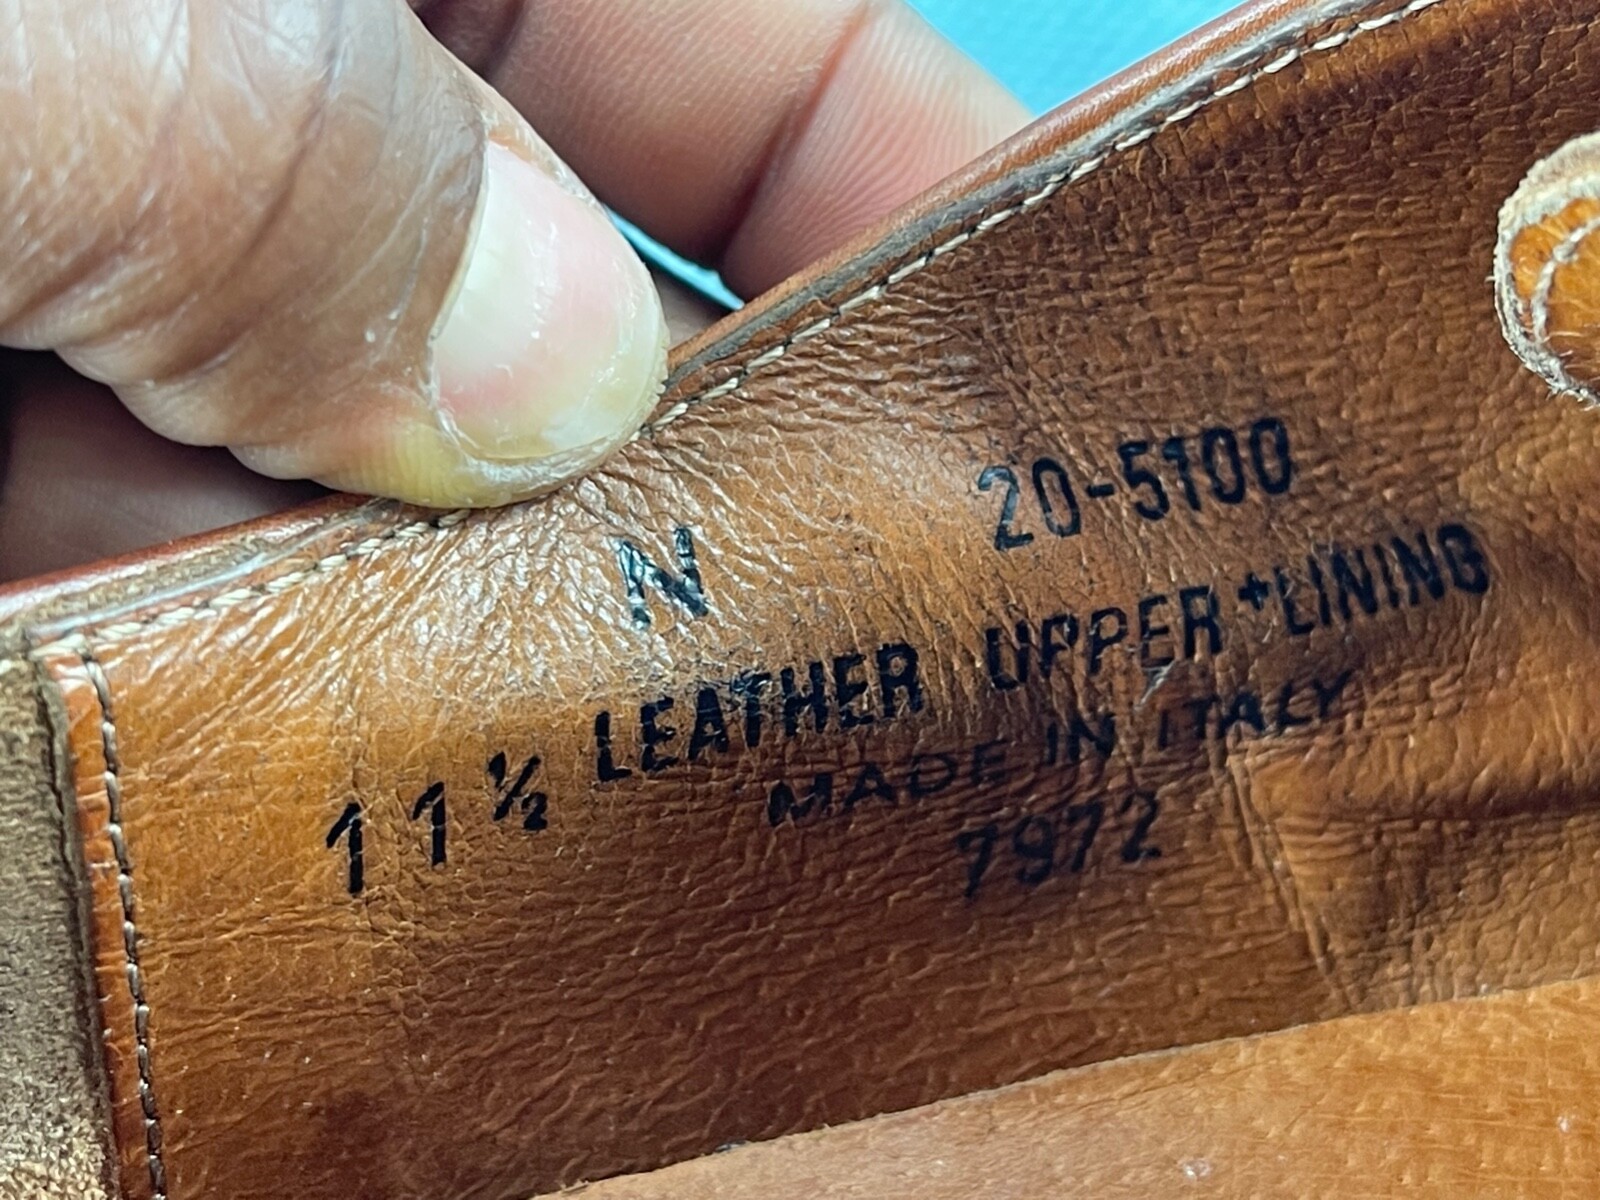 N 20-5100
11½ LEATHER UPPER+LINING
MADE IN ITALY
7972